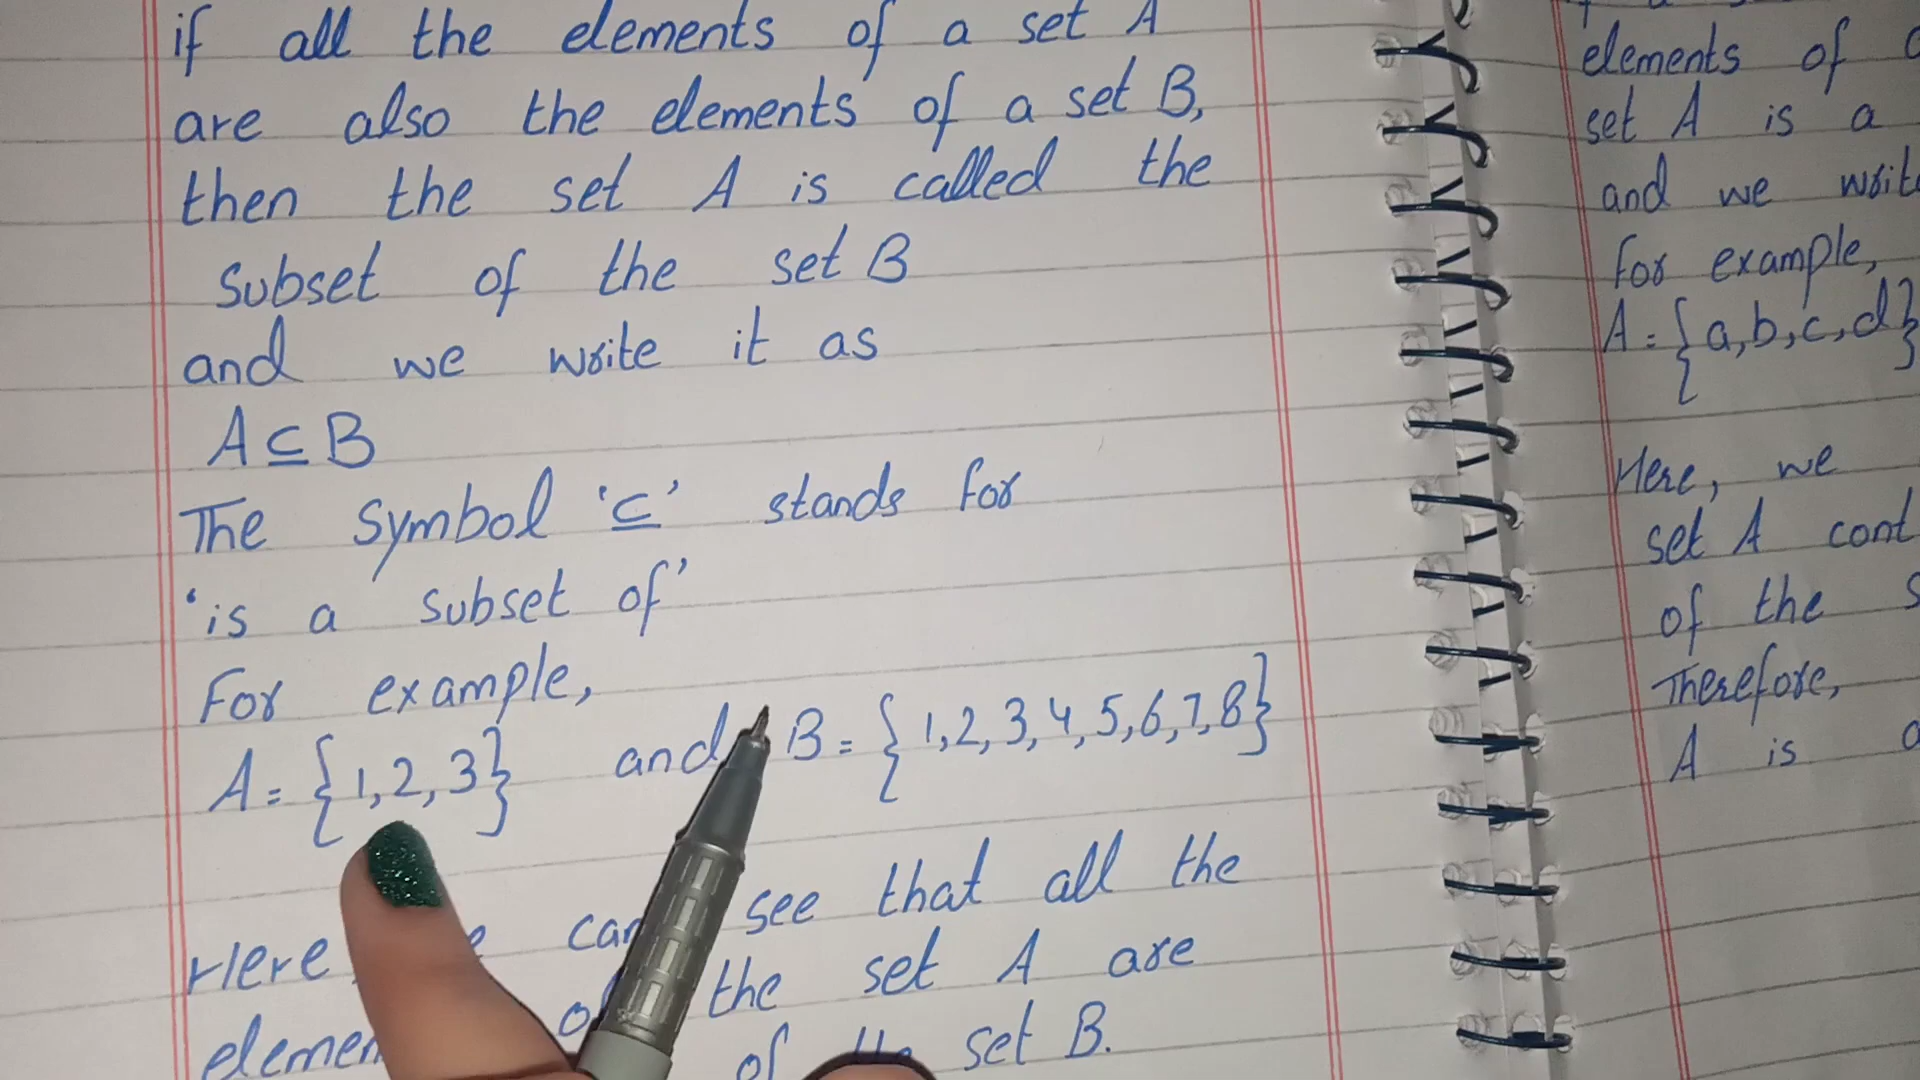 if all the elements of a set A
are also the elements of a set B,
then the set A is called the
subset of the set B
and we write it as
A ⊆ B
The symbol '⊆' stands for
'is a subset of'
For example,
A = {1, 2, 3} and B = {1, 2, 3, 4, 5, 6, 7, 8}
Here can see that all the
the set A are
of set B.
elements of
set A is a
and we
For example,
A = {a, b, c, d}
Here, we
set A
of the
Therefore,
A is